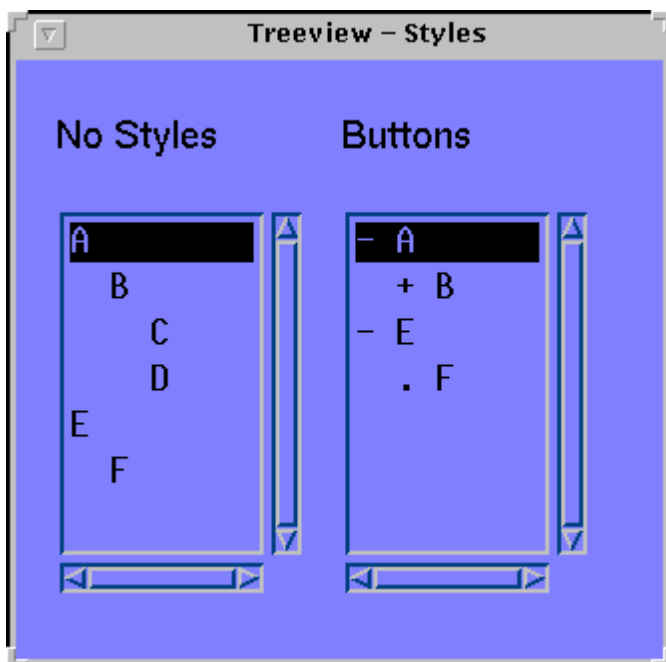 Treeview – Styles
No Styles
A
B
C
D
E
F
Buttons
- A
+ B
- E
. F